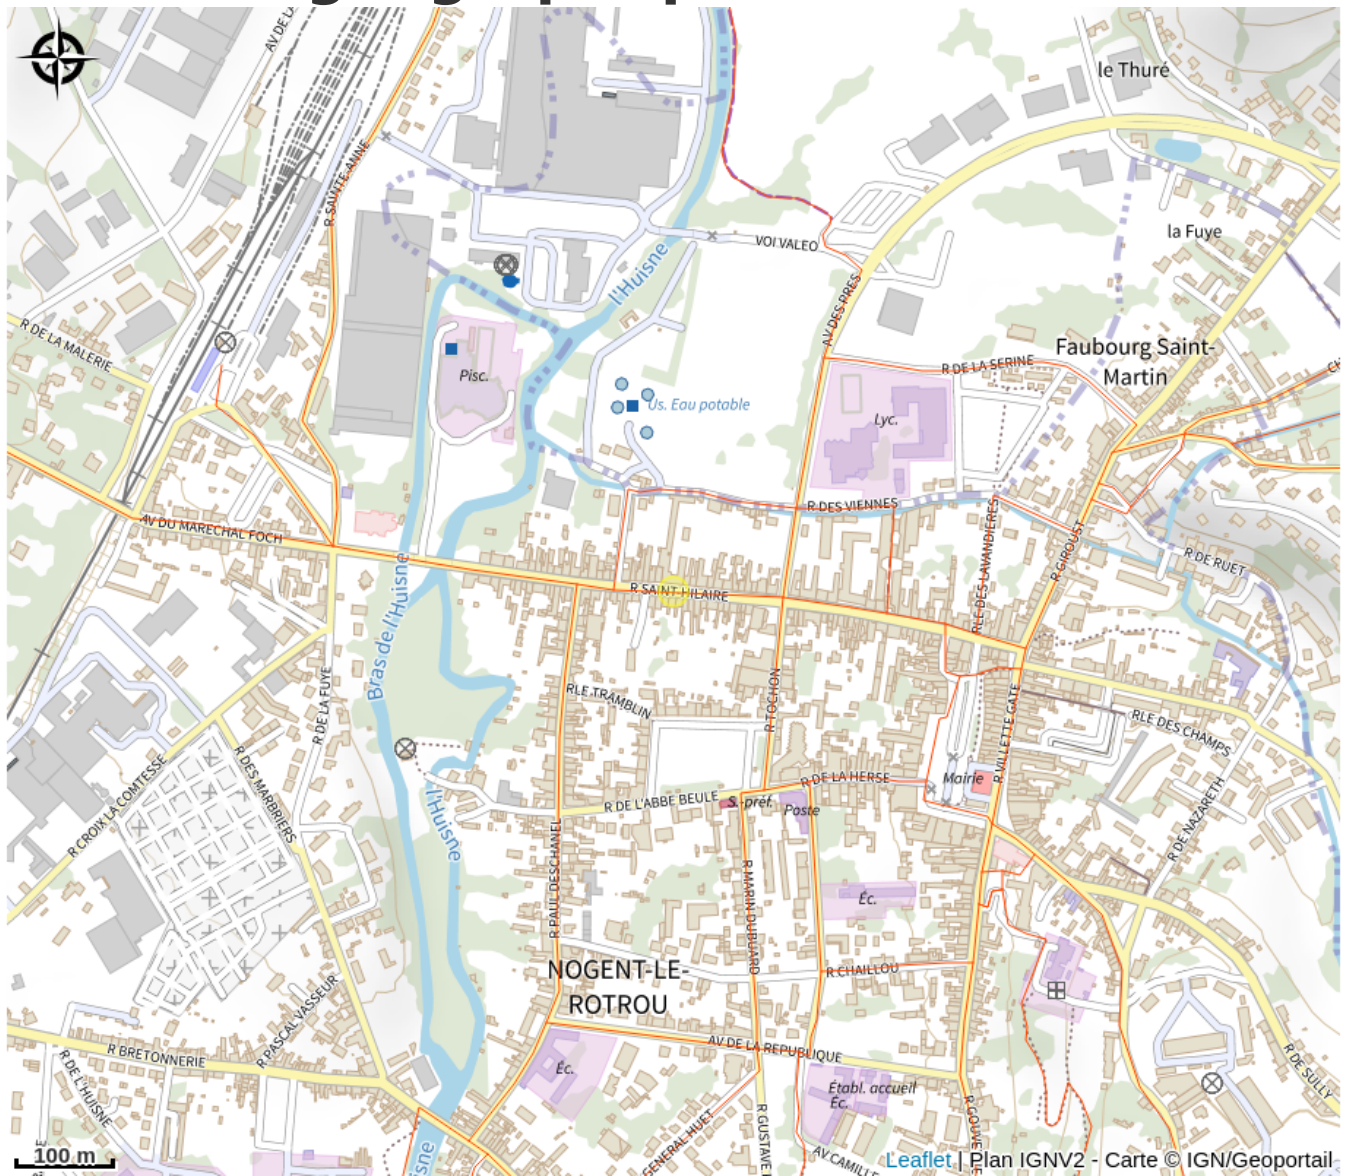 AV DE LA
le Thuré
R SAINTE-ANNE
la Fuye
VOI VALEO
l'Huisne
AV DES PRES
R DE LA MALERIE
Faubourg Saint-
Martin
R DE LA SERINE
Pisc.
Us. Eau potable
Lyc.
R DES VIENNES
AV DU MARECHAL FOCH
RLE DES LAVANDIERES
R GIROUST
R DE RUET
R SAINT-HILAIRE
Bras de l'Huisne
R DE LA FUYE
RLE TRAMBLIN
R TOCHON
R VILLETTE GATE
RLE DES CHAMPS
R CROIX LA COMTESSE
R DES MARBRIERS
R DE LA HERSE
Mairie
R DE L'ABBE BEULE
S.-préf.
Poste
l'Huisne
R DE NAZARETH
R PAUL DESCHANEL
R MARIN DUBUARD
Éc.
NOGENT-LE-
ROTROU
R CHAILLOU
R PASCAL VASSEUR
R BRETONNERIE
AV DE LA REPUBLIQUE
R DE L'HUISNE
Éc.
Établ. accueil
Éc.
R DE SULLY
GENERAL HUET
R GUSTAVE
R GOUVE
AV CAMILLE
isne
100 m
Leaflet | Plan IGNV2 - Carte © IGN/Geoportail